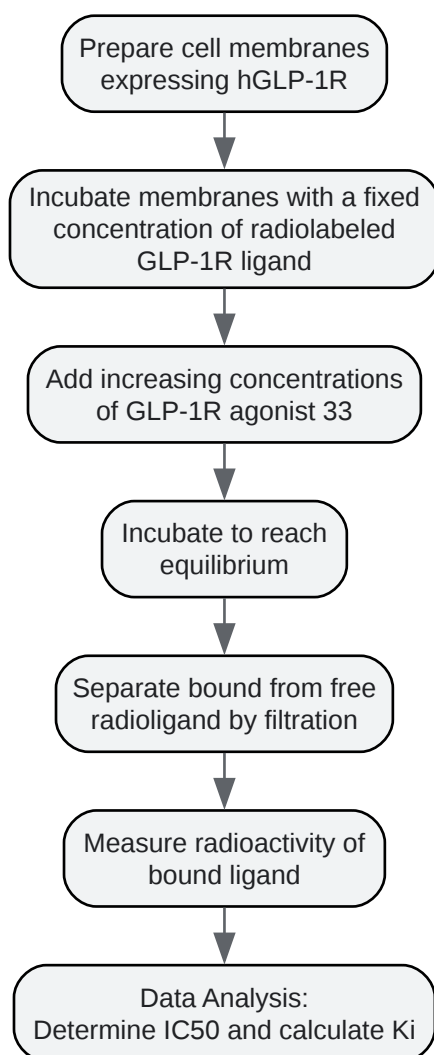 Prepare cell membranes
expressing hGLP-1R
Incubate membranes with a fixed
concentration of radiolabeled
GLP-1R ligand
Add increasing concentrations
of GLP-1R agonist 33
Incubate to reach
equilibrium
Separate bound from free
radioligand by filtration
Measure radioactivity of
bound ligand
Data Analysis:
Determine IC50 and calculate Ki